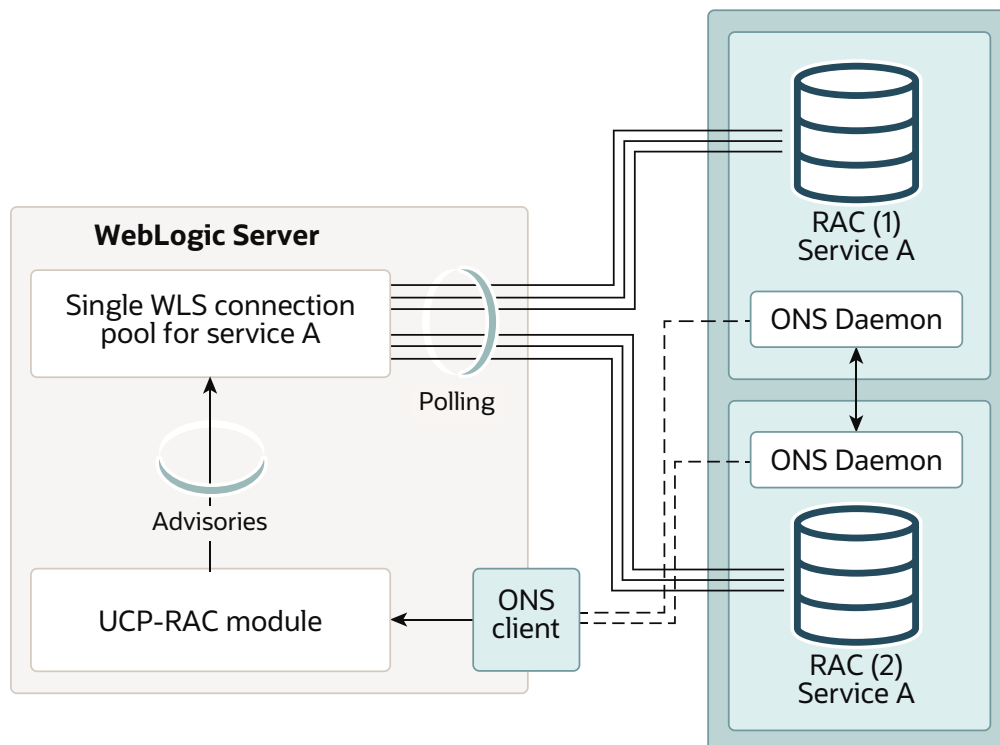 WebLogic Server
Single WLS connection
pool for service A
Polling
Advisories
UCP-RAC module
ONS
client
RAC (1)
Service A
ONS Daemon
ONS Daemon
RAC (2)
Service A